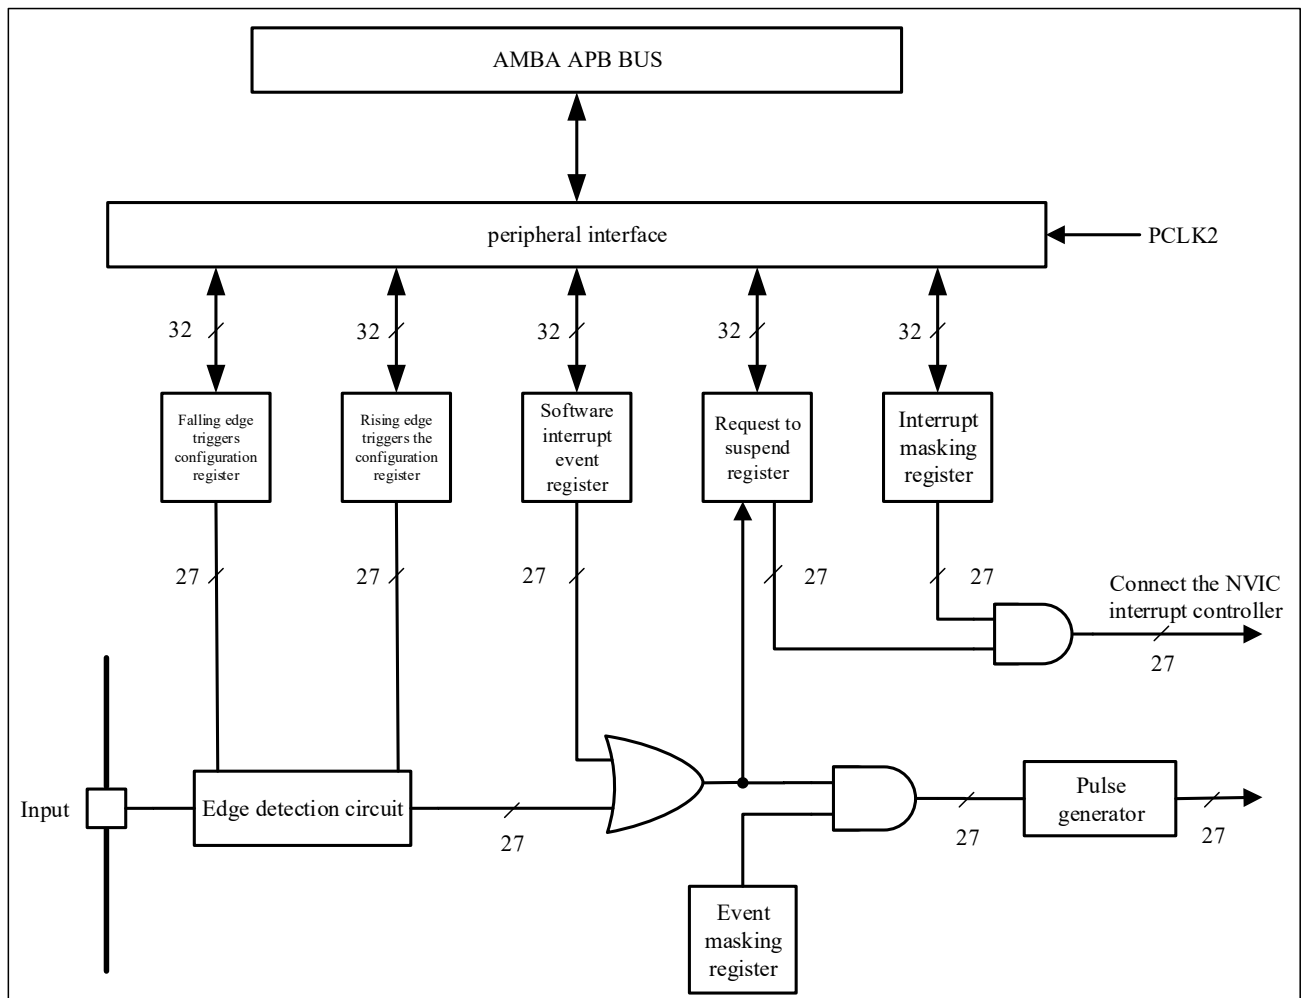 AMBA APB BUS
peripheral interface
PCLK2
32
32
32
32
32
Falling edge
triggers
configuration
register
Rising edge
triggers the
configuration
register
Software
interrupt
event
register
Request to
suspend
register
Interrupt
masking
register
27
27
27
27
27
Connect the NVIC
interrupt controller
27
Input
Edge detection circuit
27
27
Pulse
generator
27
Event
masking
register